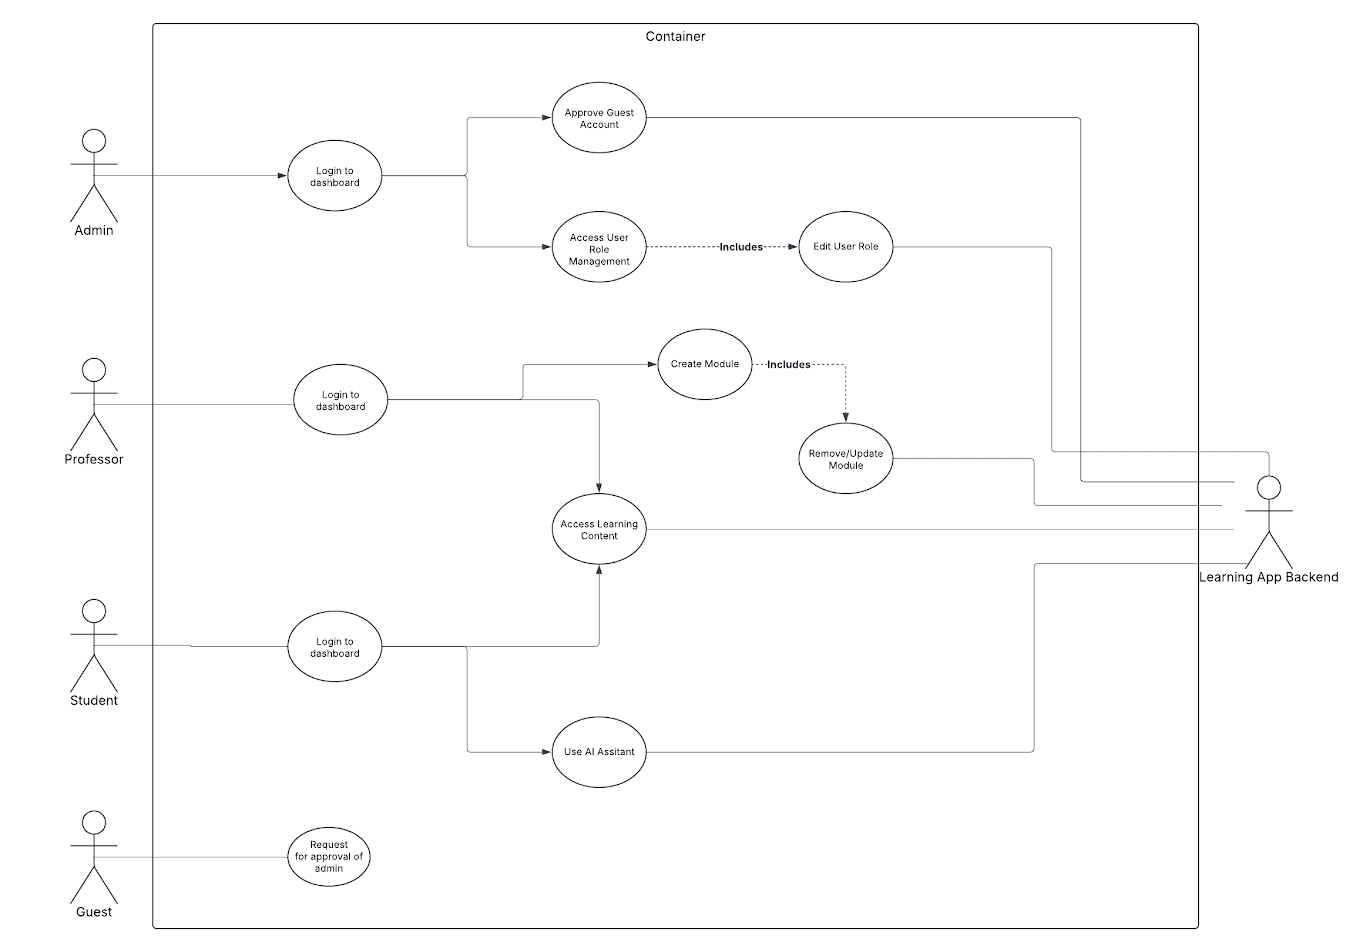 Container
Approve Guest
Account
Login to
dashboard
Admin
Access User
Role
Management
Includes
Edit User Role
Create Module
Includes
Login to
dashboard
Professor
Remove/Update
Module
Access Learning
Content
Learning App Backend
Login to
dashboard
Student
Use AI Assitant
Request
for approval of
admin
Guest